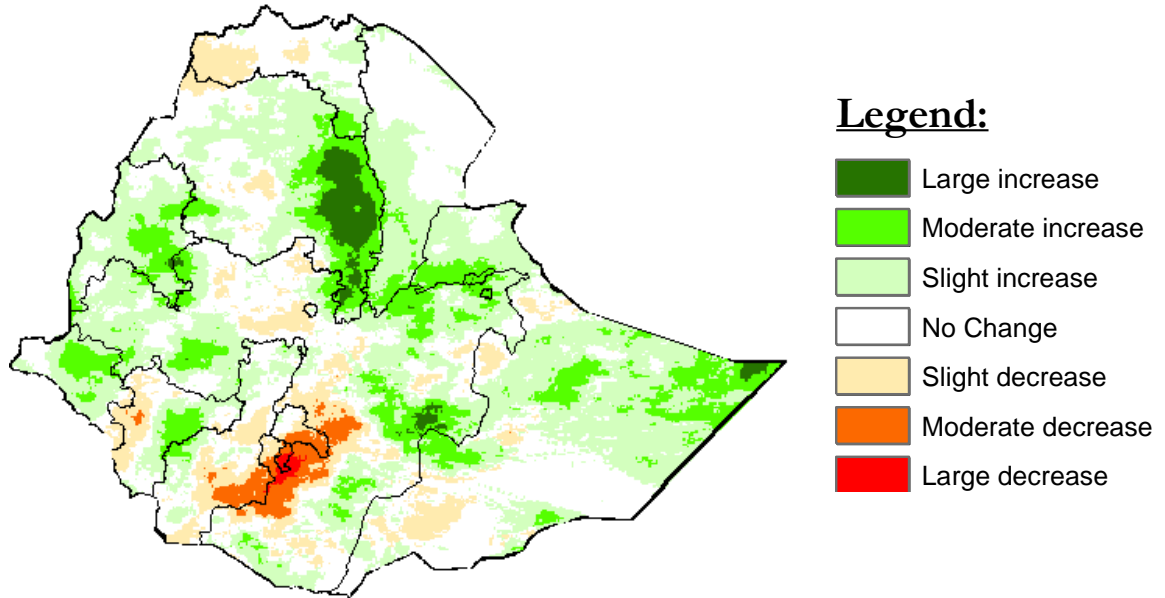 Legend:
Large increase
Moderate increase
Slight increase
No Change
Slight decrease
Moderate decrease
Large decrease